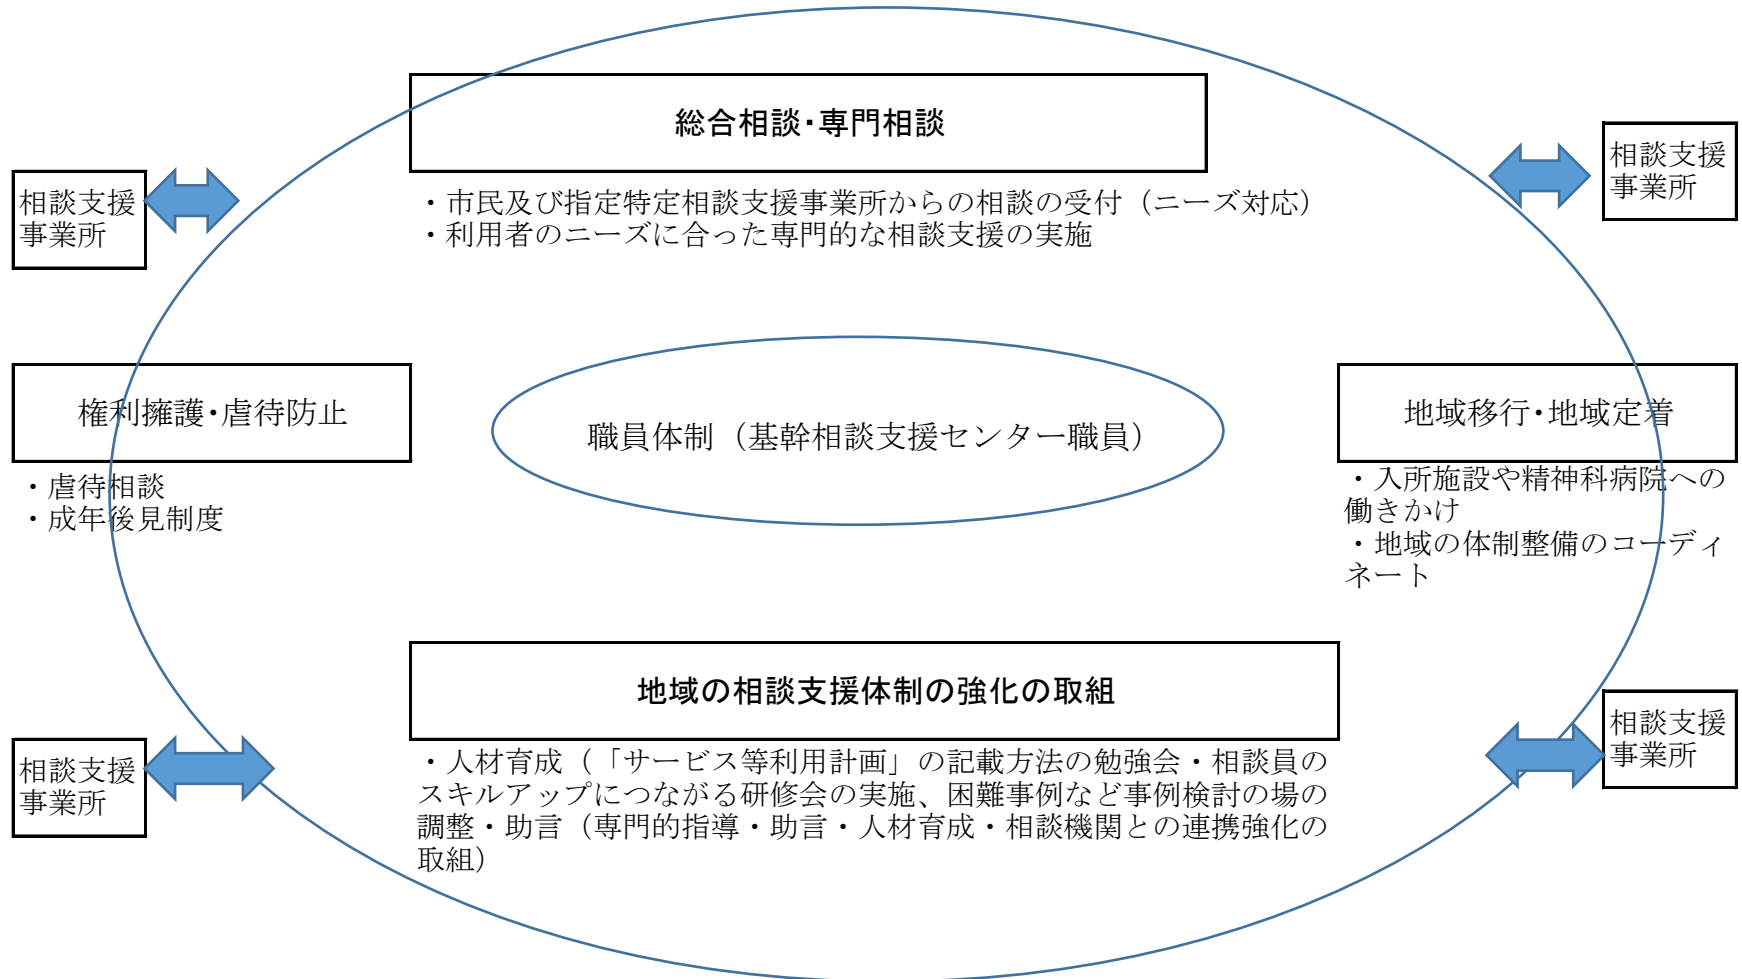 総合相談・専門相談
相談支援
事業所
相談支援
事業所
・市民及び指定特定相談支援事業所からの相談の受付（ニーズ対応）
・利用者のニーズに合った専門的な相談支援の実施
権利擁護・虐待防止
・虐待相談
・成年後見制度
職員体制（基幹相談支援センター職員）
地域移行・地域定着
・入所施設や精神科病院への
働きかけ
・地域の体制整備のコーディ
ネート
地域の相談支援体制の強化の取組
・人材育成（「サービス等利用計画」の記載方法の勉強会・相談員の
スキルアップにつながる研修会の実施、困難事例など事例検討の場の
調整・助言（専門的指導・助言・人材育成・相談機関との連携強化の
取組）
相談支援
事業所
相談支援
事業所